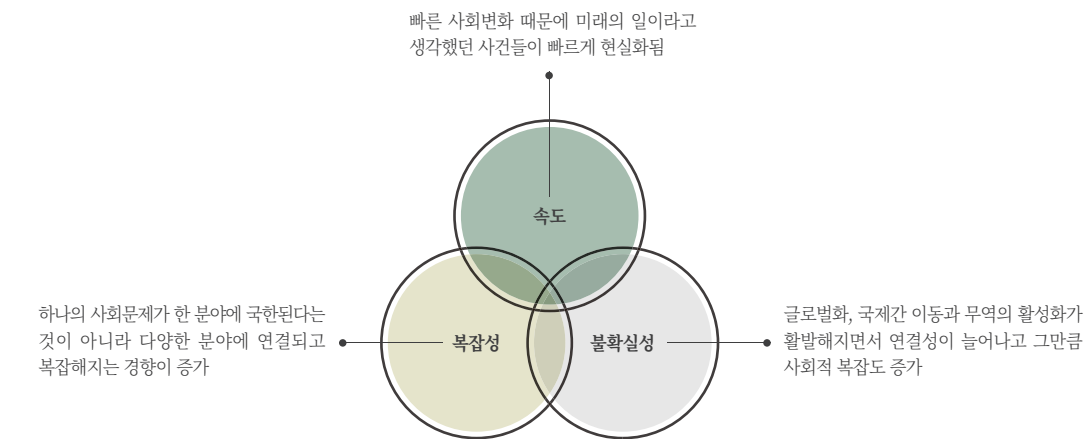 빠른 사회변화 때문에 미래의 일이라고
생각했던 사건들이 빠르게 현실화됨
속도
하나의 사회문제가 한 분야에 국한된다는
것이 아니라 다양한 분야에 연결되고
복잡해지는 경향이 증가
복잡성
불확실성
글로벌화, 국제간 이동과 무역의 활성화가
활발해지면서 연결성이 늘어나고 그만큼
사회적 복잡도 증가